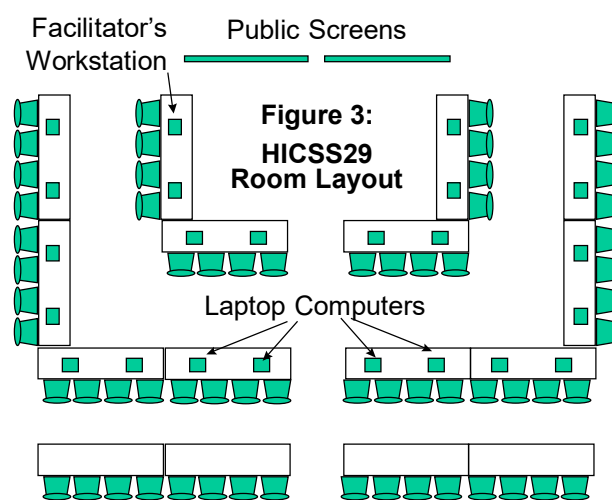 Facilitator's
Workstation
Public Screens
Figure 3:
HICSS29
Room Layout
Laptop Computers